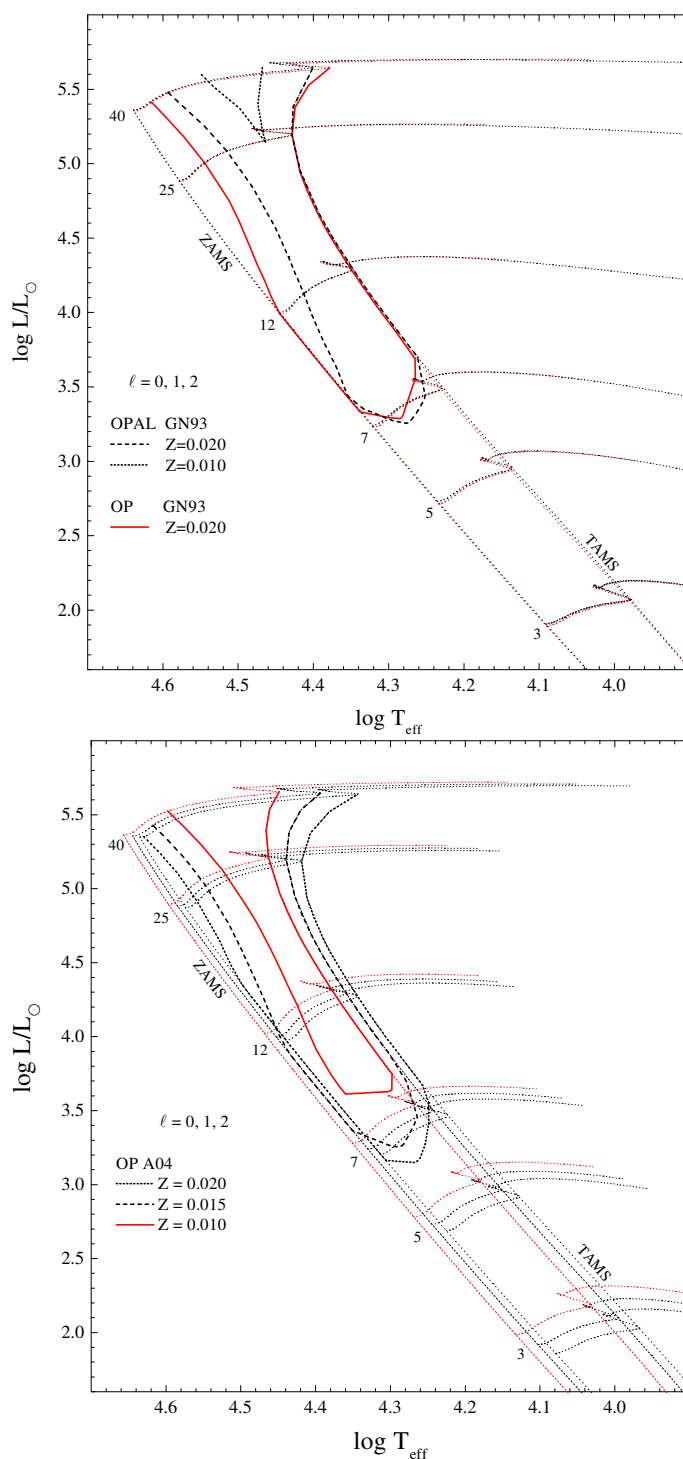 5.5
5.0
4.5
4.0
3.5
3.0
2.5
2.0
log L/L☉
40
25
ZAMS
12
ℓ = 0, 1, 2
OPAL GN93
Z=0.020
Z=0.010
OP GN93
Z=0.020
7
5
TAMS
3
4.6 4.5 4.4 4.3 4.2 4.1 4.0
log T_eff
5.5
5.0
4.5
4.0
3.5
3.0
2.5
2.0
log L/L☉
40
25
ZAMS
12
ℓ = 0, 1, 2
7
OP A04
Z = 0.020
Z = 0.015
Z = 0.010
5
TAMS
3
4.6 4.5 4.4 4.3 4.2 4.1 4.0
log T_eff